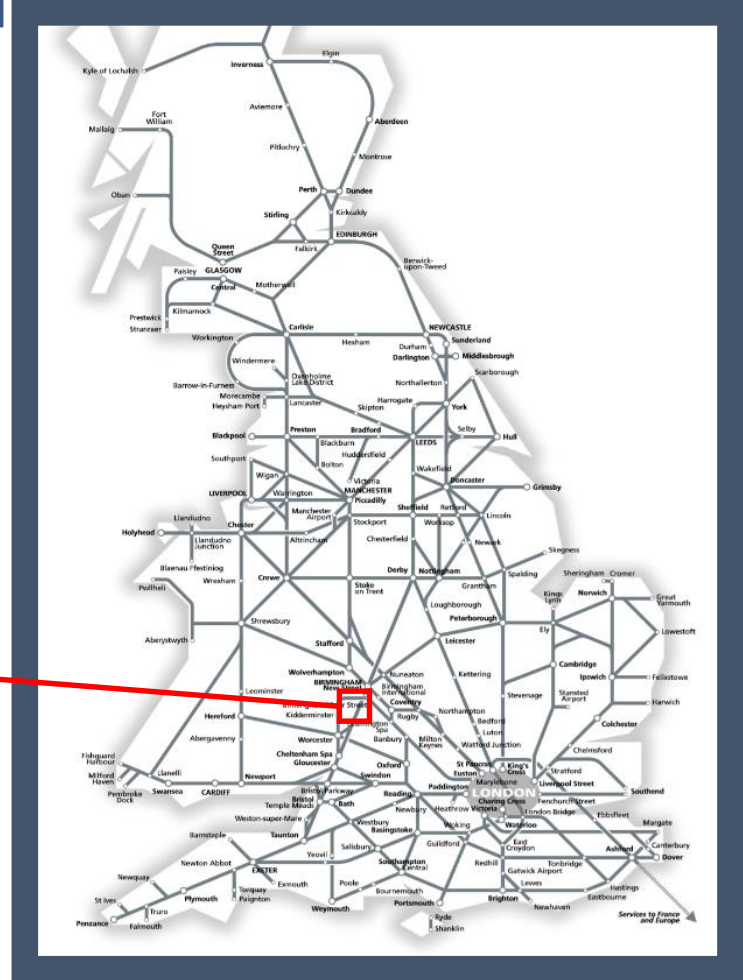 Elgin
Inverness
Kyle of Lochalsh
Aviemore
Fort
William
Mallaig
Aberdeen
Pitlochry
Montrose
Perth
Dundee
Oban
Stirling
Kirkcaldy
EDINBURGH
Falkirk
Queen
Street
GLASGOW
Central
Paisley
Motherwell
Berwick-
upon-Tweed
Prestwick
Kilmarnock
Stranraer
Carlisle
Hexham
NEWCASTLE
Sunderland
Workington
Durham
Darlington
Middlesbrough
Windermere
Oxenholme
Lake District
Scarborough
Northallerton
Barrow-in-Furness
Morecambe
Heysham Port
Lancaster
Harrogate
Skipton
York
Blackpool
Preston
Bradford
Blackburn
LEEDS
Selby
Hull
Southport
Bolton
Huddersfield
Wigan
Victoria
Wakefield
Doncaster
LIVERPOOL
Warrington
MANCHESTER
Piccadilly
Grimsby
Llandudno
Chester
Manchester
Airport
Stockport
Sheffield
Retford
Worksop
Lincoln
Holyhead
Llandudno
Junction
Altrincham
Chesterfield
Newark
Skegness
Blaenau Ffestiniog
Wrexham
Crewe
Stoke
on Trent
Derby
Nottingham
Grantham
Spalding
Sheringham
Cromer
Pwllheli
Loughborough
Kings
Lynn
Norwich
Great
Yarmouth
Shrewsbury
Peterborough
Aberystwyth
Stafford
Leicester
Ely
Lowestoft
Wolverhampton
BIRMINGHAM
New Street
Nuneaton
Birmingham
International
Kettering
Cambridge
Ipswich
Felixstowe
Leominster
Coventry
Stevenage
Stansted
Airport
Harwich
Hereford
Kidderminster
Rugby
Northampton
Spa
Bedford
Colchester
Abergavenny
Worcester
Banbury
Milton
Keynes
Luton
Watford Junction
Chelmsford
Fishguard
Harbour
Cheltenham Spa
Gloucester
Oxford
St Pancras
Euston
King's
Cross
Stratford
Milford
Haven
Llanelli
Newport
Swindon
Marylebone
Liverpool Street
Pembroke
Dock
Swansea
CARDIFF
Bristol Parkway
Bristol
Temple Meads
Bath
Reading
Paddington
LONDON
Fenchurch Street
Southend
Charing Cross
Weston-super-Mare
Newbury
Heathrow
Victoria
London Bridge
Ebbsfleet
Waterloo
Margate
Barnstaple
Taunton
Westbury
Basingstoke
Woking
Salisbury
Guildford
East
Croydon
Canterbury
Newton Abbot
Yeovil
Southampton
Central
Redhill
Gatwick Airport
Tonbridge
Ashford
Dover
EXETER
Newquay
Exmouth
Poole
Bournemouth
Lewes
Hastings
Torquay
Paignton
St Ives
Plymouth
Weymouth
Portsmouth
Brighton
Newhaven
Eastbourne
Truro
Penzance
Falmouth
Ryde
Shanklin
Services to France
and Europe